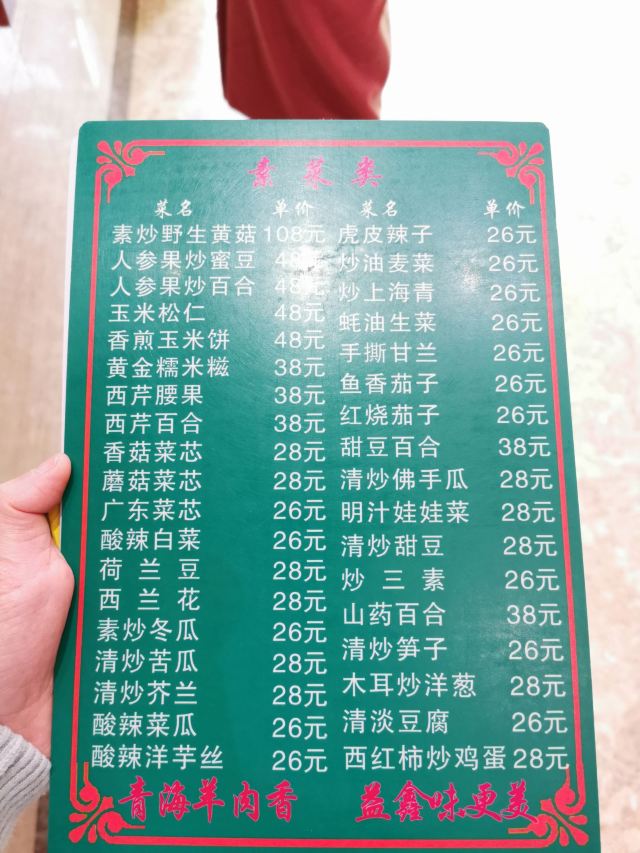 素菜类
菜名 单价 菜名 单价
素炒野生黄菇 108元 虎皮辣子 26元
人参果炒蜜豆 48元 炒油麦菜 26元
人参果炒百合 48元 炒上海青 26元
玉米松仁 48元 蚝油生菜 26元
香煎玉米饼 48元 手撕甘兰 26元
黄金糯米糍 38元 鱼香茄子 26元
西芹腰果 38元 红烧茄子 26元
西芹百合 38元 甜豆百合 38元
香菇菜芯 28元 清炒佛手瓜 28元
蘑菇菜芯 28元 明汁娃娃菜 28元
广东菜芯 26元 清炒甜豆 28元
酸辣白菜 26元 炒三素 26元
荷兰豆 28元 山药百合 38元
西兰花 28元 清炒笋子 26元
素炒冬瓜 26元 木耳炒洋葱 28元
清炒苦瓜 28元 清淡豆腐 26元
清炒芥兰 28元 西红柿炒鸡蛋 28元
酸辣菜瓜 26元
酸辣洋芋丝 26元
青海羊肉香 益鑫味更美